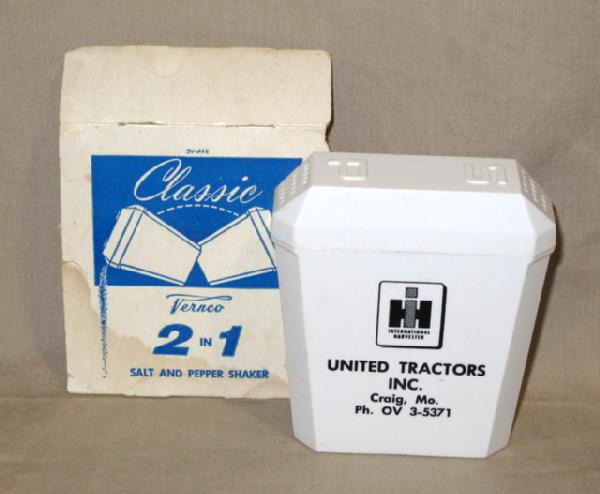 Classic
Vernco
2 IN 1
SALT AND PEPPER SHAKER
P S
IH
INTERNATIONAL
HARVESTER
UNITED TRACTORS
INC.
Craig, Mo.
Ph. OV 3-5371